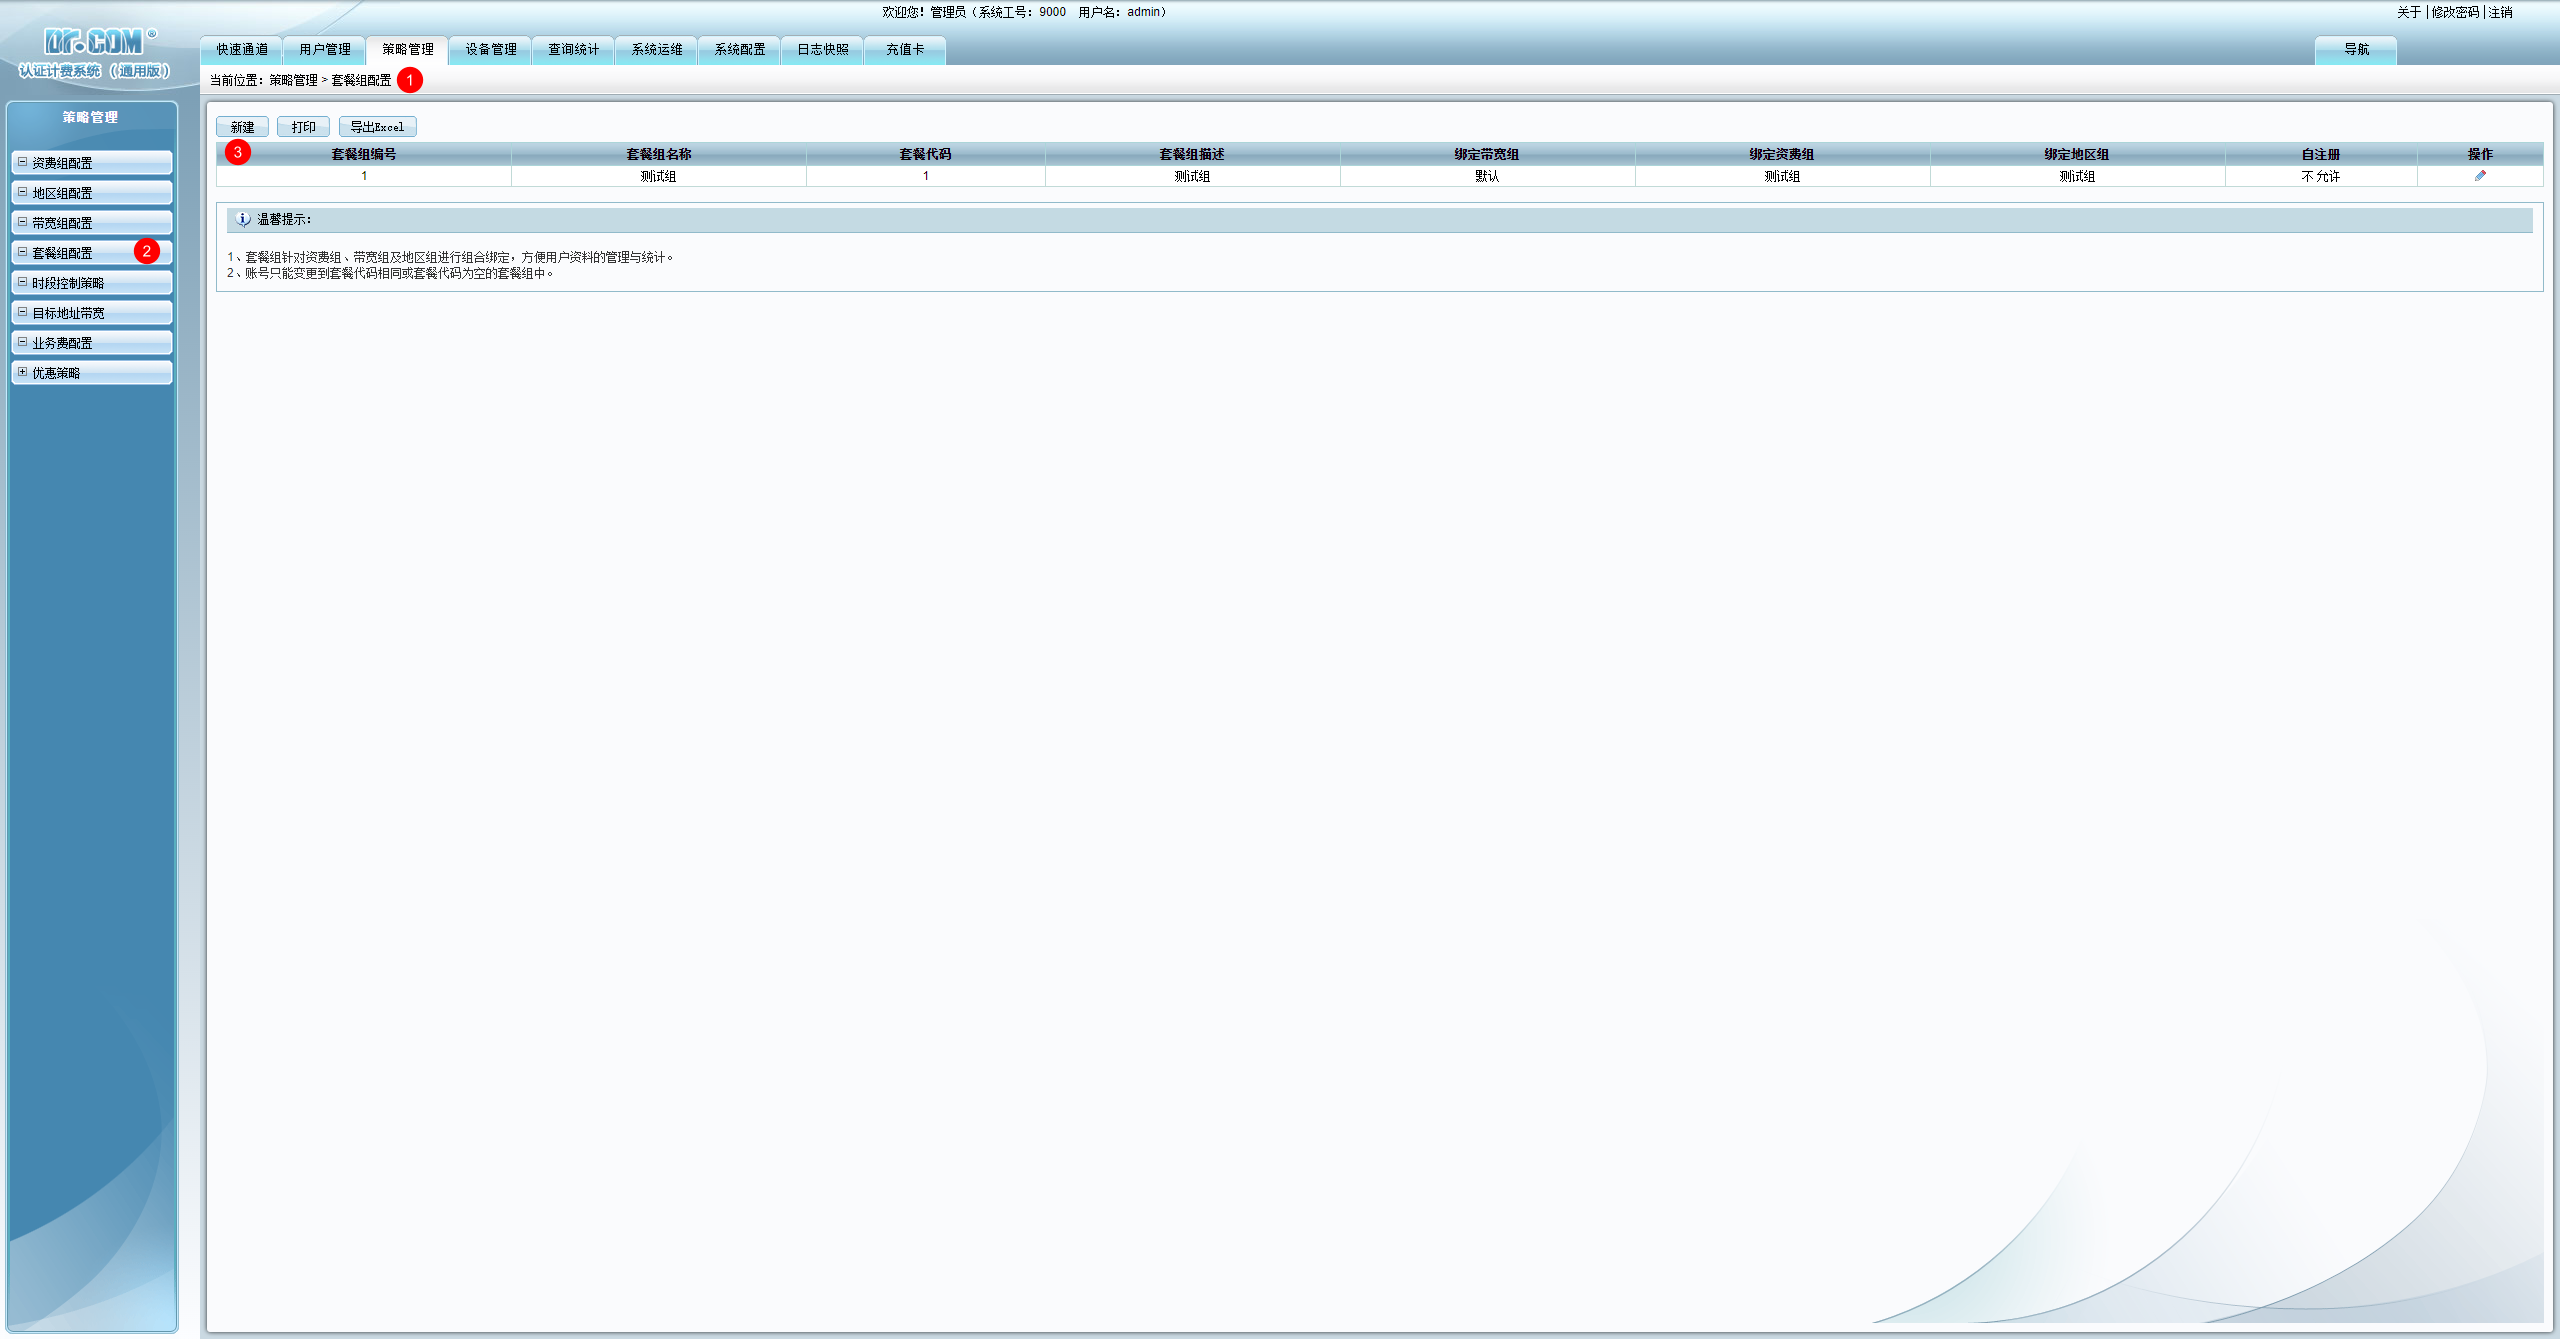 欢迎您！管理员（系统工号：9000 用户名：admin）
关于 | 修改密码 | 注销
Dr.COM®
认证计费系统（通用版）
快速通道 用户管理 策略管理 设备管理 查询统计 系统运维 系统配置 日志快照 充值卡 导航
当前位置：策略管理 > 套餐组配置 1
策略管理
资费组配置
地区组配置
带宽组配置
套餐组配置 2
时段控制策略
目标地址带宽
业务费配置
优惠策略
新建 打印 导出Excel
3 套餐组编号 套餐组名称 套餐代码 套餐组描述 绑定带宽组 绑定资费组 绑定地区组 自注册 操作
1 测试组 1 测试组 默认 测试组 测试组 不允许
温馨提示：
1、套餐组针对资费组、带宽组及地区组进行组合绑定，方便用户资料的管理与统计。
2、账号只能变更到套餐代码相同或套餐代码为空的套餐组中。